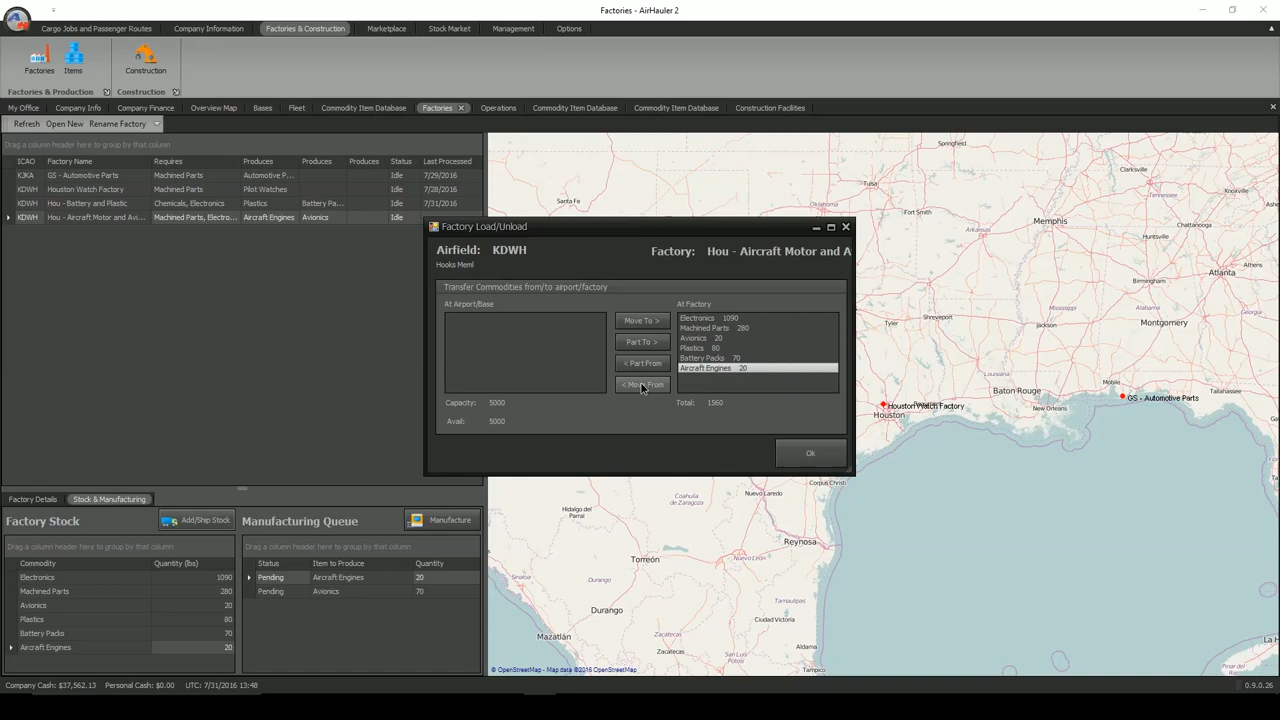 Factories - AirHauler 2
Cargo Jobs and Passenger Routes Company Information Factories & Construction Marketplace Stock Market Management Options
Factories Items Construction
Factories & Production Construction
My Office Company Info Company Finance Overview Map Bases Fleet Commodity Item Database Factories Operations Commodity Item Database Commodity Item Database Construction Facilities
Refresh Open New Rename Factory
Drag a column header here to group by that column
ICAO Factory Name Requires Produces Produces Produces Status Last Processed
KJKA GS - Automotive Parts Machined Parts Automotive P... Idle 7/29/2016
KDWH Houston Watch Factory Machined Parts Pilot Watches Idle 7/28/2016
KDWH Hou - Battery and Plastic Chemicals, Electronics Plastics Battery Pa... Idle 7/31/2016
KDWH Hou - Aircraft Motor and Avi... Machined Parts, Electro... Aircraft Engines Avionics Idle
Factory Load/Unload
Airfield: KDWH Factory: Hou - Aircraft Motor and A
Hooks Meml
Transfer Commodities from/to airport/factory
At Airport/Base At Factory
Move To >
Part To >
< Part From
< Move From
Electronics 1090
Machined Parts 280
Avionics 20
Plastics 80
Battery Packs 70
Aircraft Engines 20
Capacity: 5000 Total: 1560
Avail: 5000
Ok
Springfield
Santa Fe
Tulsa
Fort Smith
Memphis
Huntsville
Chattanooga
Atlanta
Birmingham
Little Rock
Columbus
Montgomery
Shreveport
Jackson
Mobile
Tallahassee
Baton Rouge
New Orleans
GS - Automotive Parts
Houston Watch Factory
Houston
Corpus Christi
Nuevo Laredo
Coahuila de Zaragoza
Hidalgo del Parral
Torreón
Monterrey
Reynosa
Durango
Ciudad Victoria
Mazatlán
Zacatecas
Aldama
Tampico
La H
© OpenStreetMap - Map data ©2016 OpenStreetMap
Factory Details Stock & Manufacturing
Factory Stock Add/Ship Stock
Drag a column header here to group by that column
Commodity Quantity (lbs)
Electronics 1090
Machined Parts 280
Avionics 20
Plastics 80
Battery Packs 70
Aircraft Engines 20
Manufacturing Queue Manufacture
Drag a column header here to group by that column
Status Item to Produce Quantity
Pending Aircraft Engines 20
Pending Avionics 70
Company Cash: $37,562.13 Personal Cash: $0.00 UTC: 7/31/2016 13:48 0.9.0.26